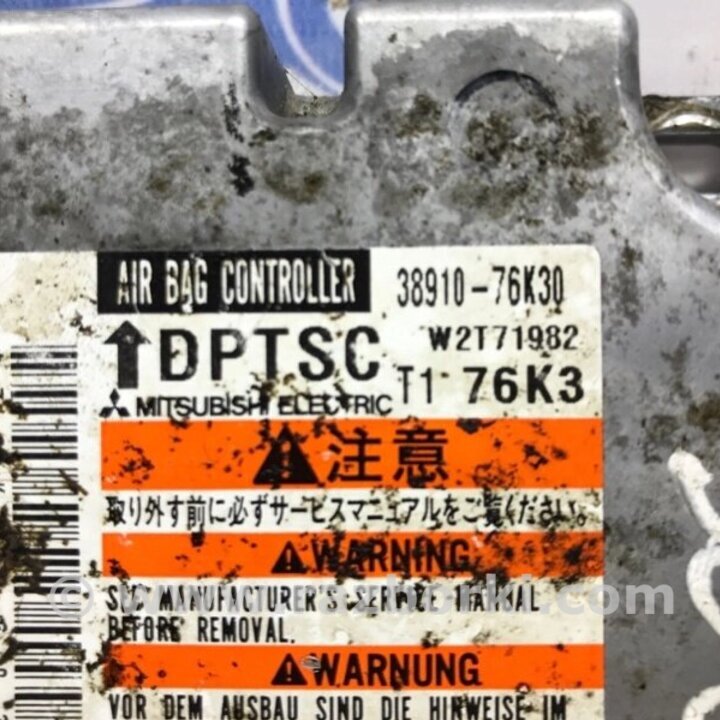 AIR BAG CONTROLLER 38910-76K30
DPTSC W2T71982
MITSUBISHI ELECTRIC T1 76K3
注意
取り外す前に必ずサービスマニュアルをご覧ください。
WARNING
SEE MANUFACTURER'S SERVICE MANUAL
BEFORE REMOVAL.
WARNUNG
VOR DEM AUSBAU SIND DIE HINWEISE IM